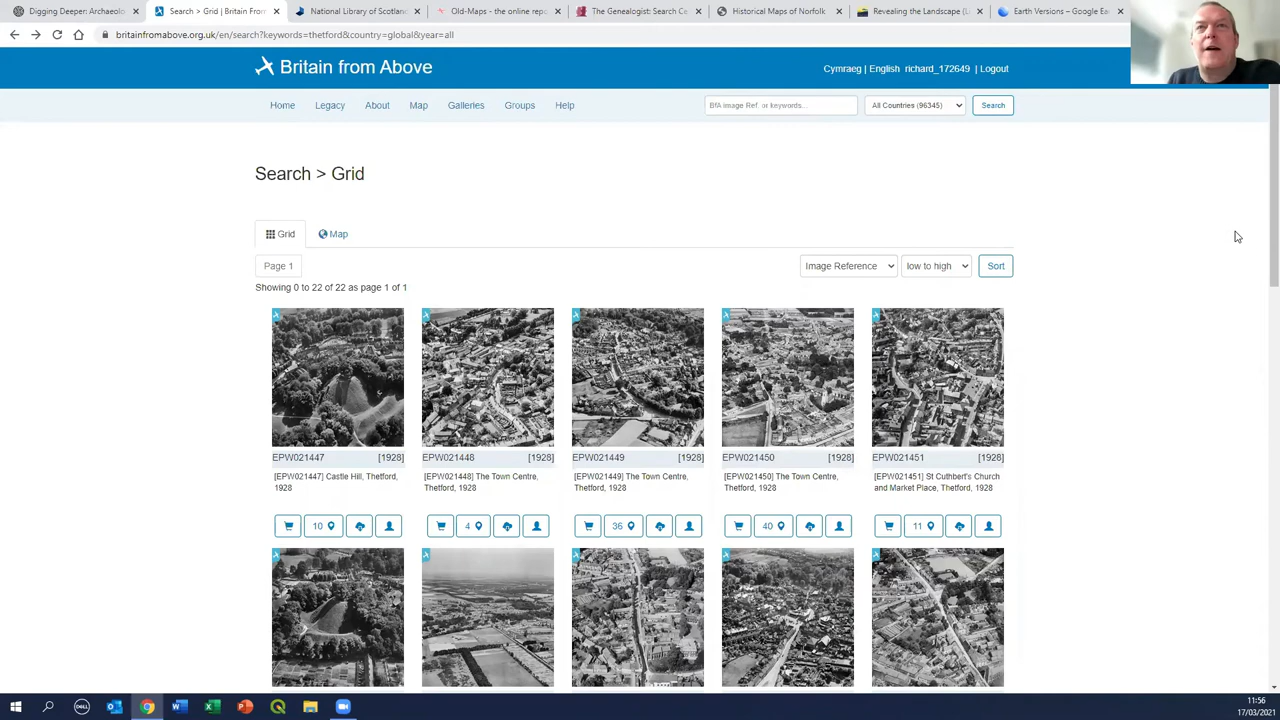 Digging Deeper: Archaeolo
Search > Grid | Britain From
National Library of Scotland
Old-Maps - the online repo
The Genealogist: Search Ce
Historical Maps of Norfolk
Revealing the Landscape (L
Earth Versions – Google Ea
britainfromabove.org.uk/en/search?keywords=thetford&country=global&year=all
Britain from Above
Cymraeg | English richard_172649 | Logout
Home Legacy About Map Galleries Groups Help
BfA image Ref. or keywords... All Countries (96345) Search
Search > Grid
Grid Map
Page 1 Image Reference low to high Sort
Showing 0 to 22 of 22 as page 1 of 1
EPW021447 [1928]
[EPW021447] Castle Hill, Thetford,
1928
10
EPW021448 [1928]
[EPW021448] The Town Centre,
Thetford, 1928
4
EPW021449 [1928]
[EPW021449] The Town Centre,
Thetford, 1928
36
EPW021450 [1928]
[EPW021450] The Town Centre,
Thetford, 1928
40
EPW021451 [1928]
[EPW021451] St Cuthbert's Church
and Market Place, Thetford, 1928
11
DELL
11:56
17/03/2021